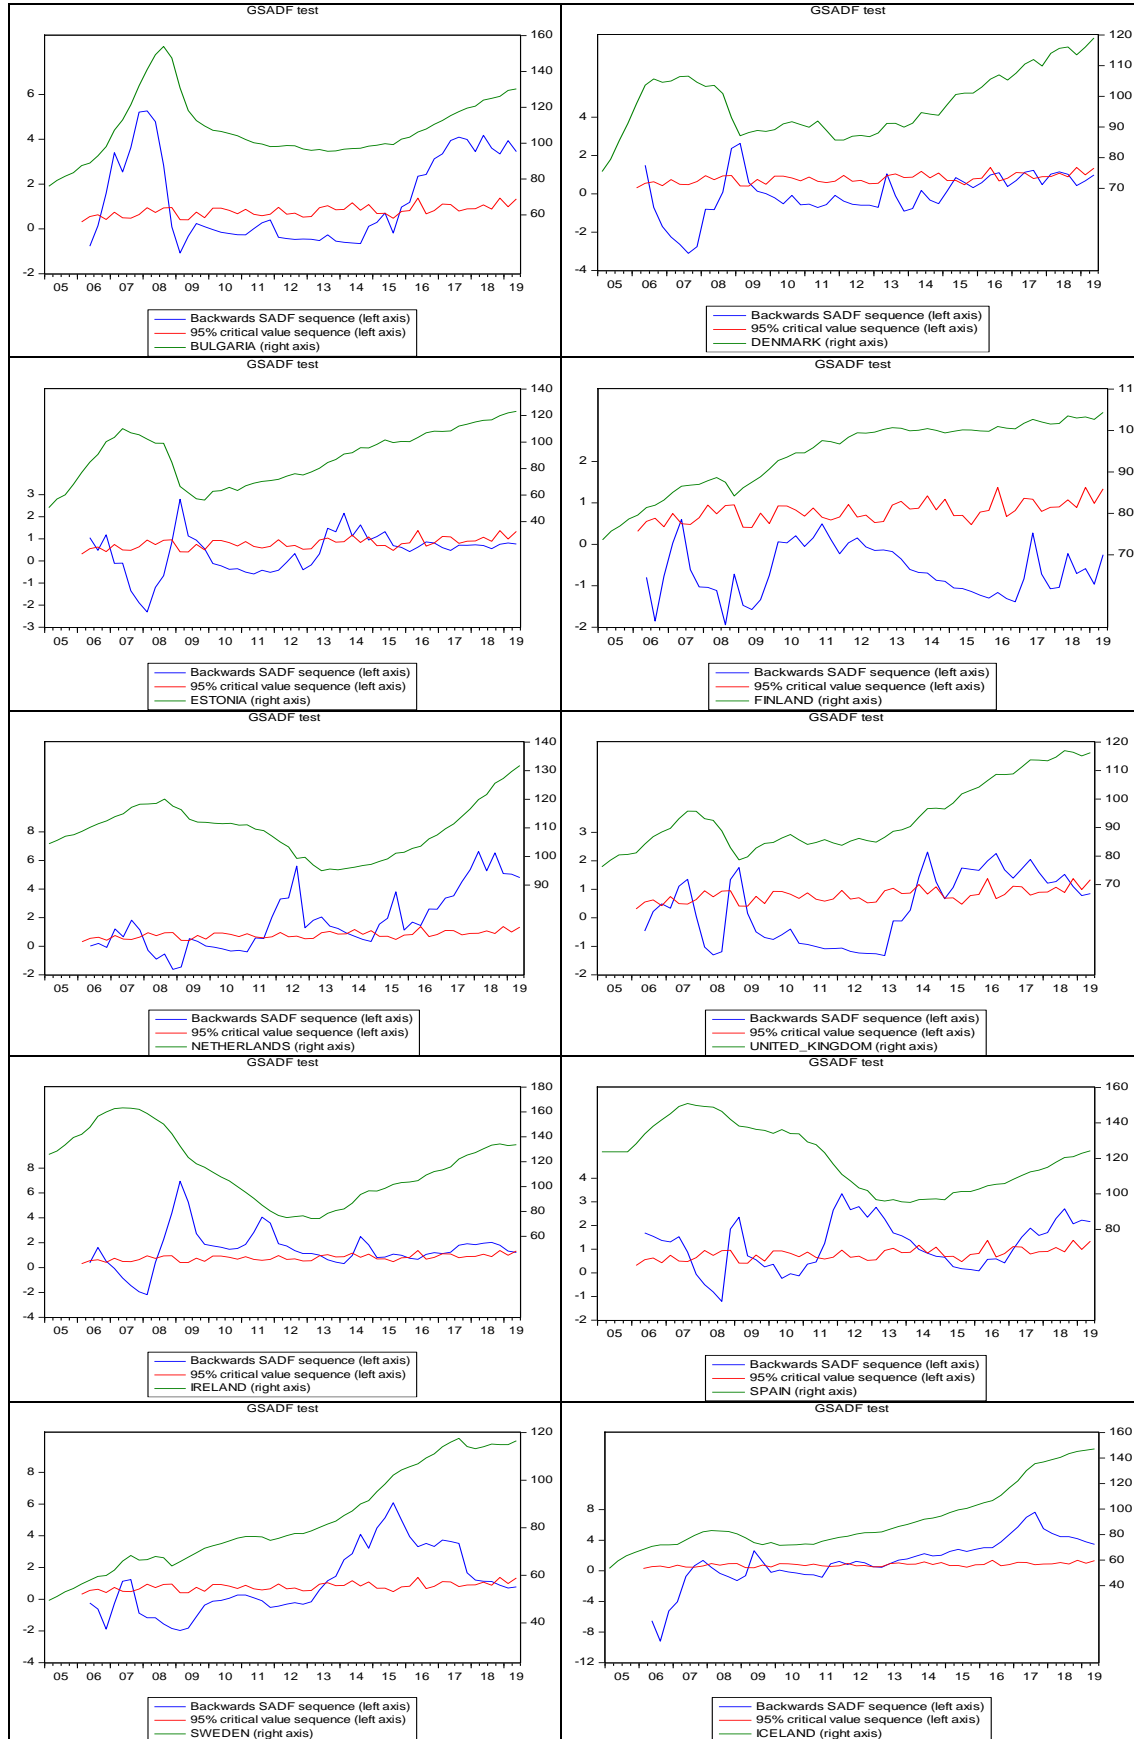 GSADF test
160
140
120
100
80
60
6
4
2
0
-2
05 06 07 08 09 10 11 12 13 14 15 16 17 18 19
Backwards SADF sequence (left axis)
95% critical value sequence (left axis)
BULGARIA (right axis)
GSADF test
120
110
100
90
80
70
4
2
0
-2
-4
05 06 07 08 09 10 11 12 13 14 15 16 17 18 19
Backwards SADF sequence (left axis)
95% critical value sequence (left axis)
DENMARK (right axis)
GSADF test
140
120
100
80
60
40
3
2
1
0
-1
-2
-3
05 06 07 08 09 10 11 12 13 14 15 16 17 18 19
Backwards SADF sequence (left axis)
95% critical value sequence (left axis)
ESTONIA (right axis)
GSADF test
11
10
90
80
70
2
1
0
-1
-2
05 06 07 08 09 10 11 12 13 14 15 16 17 18 19
Backwards SADF sequence (left axis)
95% critical value sequence (left axis)
FINLAND (right axis)
GSADF test
140
130
120
110
100
90
8
6
4
2
0
-2
05 06 07 08 09 10 11 12 13 14 15 16 17 18 19
Backwards SADF sequence (left axis)
95% critical value sequence (left axis)
NETHERLANDS (right axis)
GSADF test
120
110
100
90
80
70
3
2
1
0
-1
-2
05 06 07 08 09 10 11 12 13 14 15 16 17 18 19
Backwards SADF sequence (left axis)
95% critical value sequence (left axis)
UNITED_KINGDOM (right axis)
GSADF test
180
160
140
120
100
80
60
8
6
4
2
0
-2
-4
05 06 07 08 09 10 11 12 13 14 15 16 17 18 19
Backwards SADF sequence (left axis)
95% critical value sequence (left axis)
IRELAND (right axis)
GSADF test
160
140
120
100
80
4
3
2
1
0
-1
-2
05 06 07 08 09 10 11 12 13 14 15 16 17 18 19
Backwards SADF sequence (left axis)
95% critical value sequence (left axis)
SPAIN (right axis)
GSADF test
120
100
80
60
40
8
6
4
2
0
-2
-4
05 06 07 08 09 10 11 12 13 14 15 16 17 18 19
Backwards SADF sequence (left axis)
95% critical value sequence (left axis)
SWEDEN (right axis)
GSADF test
160
140
120
100
80
60
40
8
4
0
-4
-8
-12
05 06 07 08 09 10 11 12 13 14 15 16 17 18 19
Backwards SADF sequence (left axis)
95% critical value sequence (left axis)
ICELAND (right axis)